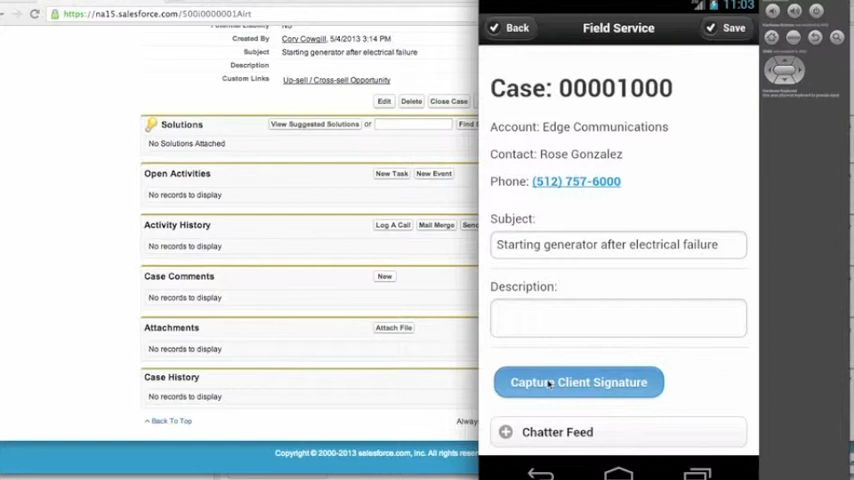 https://na15.salesforce.com/500i0000001Airt
Created By Cory Cowgill, 5/4/2013 3:14 PM
Subject Starting generator after electrical failure
Description
Custom Links Up-sell / Cross-sell Opportunity
Edit Delete Close Case
Solutions View Suggested Solutions or Find
No Solutions Attached
Open Activities New Task New Event
No records to display
Activity History Log A Call Mail Merge Send
No records to display
Case Comments New
No records to display
Attachments Attach File
No records to display
Case History
No records to display
Back To Top Alway
Copyright © 2000-2013 salesforce.com, inc. All rights
11:03
Back Field Service Save
Case: 00001000
Account: Edge Communications
Contact: Rose Gonzalez
Phone: (512) 757-6000
Subject:
Starting generator after electrical failure
Description:
Capture Client Signature
Chatter Feed